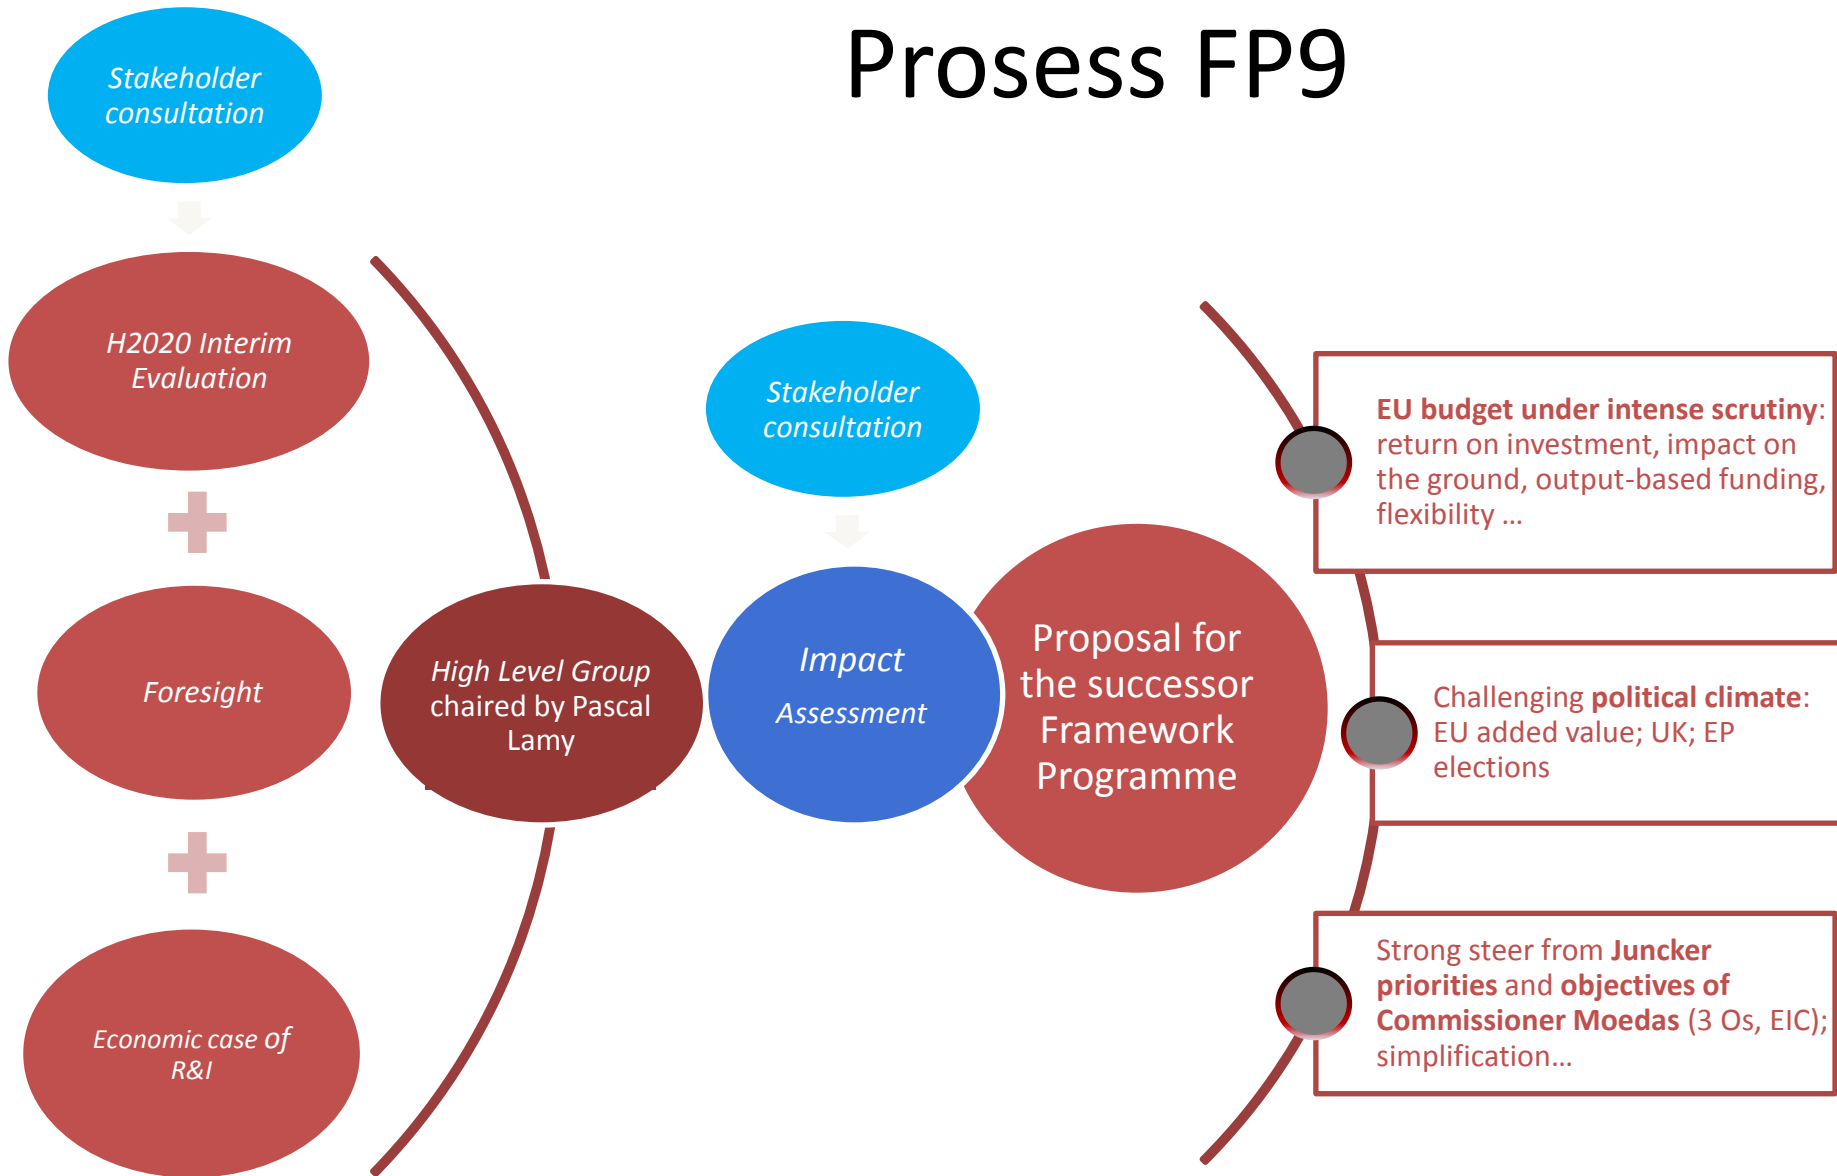 Prosess FP9
Stakeholder
consultation
H2020 Interim
Evaluation
Foresight
Economic case of
R&I
High Level Group
chaired by Pascal
Lamy
Stakeholder
consultation
Impact
Assessment
Proposal for
the successor
Framework
Programme
EU budget under intense scrutiny:
return on investment, impact on
the ground, output-based funding,
flexibility …
Challenging political climate:
EU added value; UK; EP
elections
Strong steer from Juncker
priorities and objectives of
Commissioner Moedas (3 Os, EIC);
simplification…